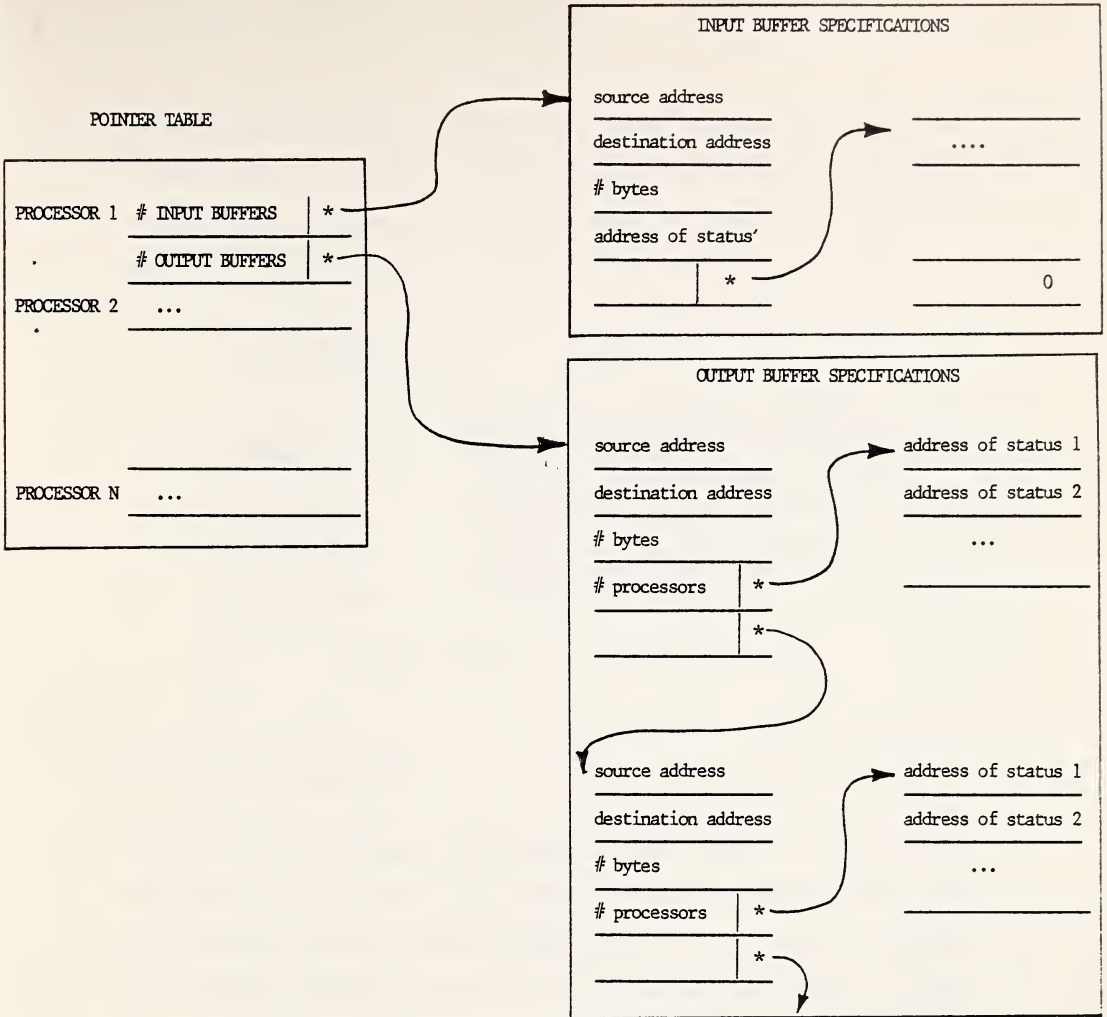 POINTER TABLE
PROCESSOR 1 # INPUT BUFFERS *
. # OUTPUT BUFFERS *
PROCESSOR 2 ...
.
PROCESSOR N ...
INPUT BUFFER SPECIFICATIONS
source address
destination address
# bytes
address of status'
*
....
0
OUTPUT BUFFER SPECIFICATIONS
source address
destination address
# bytes
# processors *
*
address of status 1
address of status 2
...
source address
destination address
# bytes
# processors *
*
address of status 1
address of status 2
...